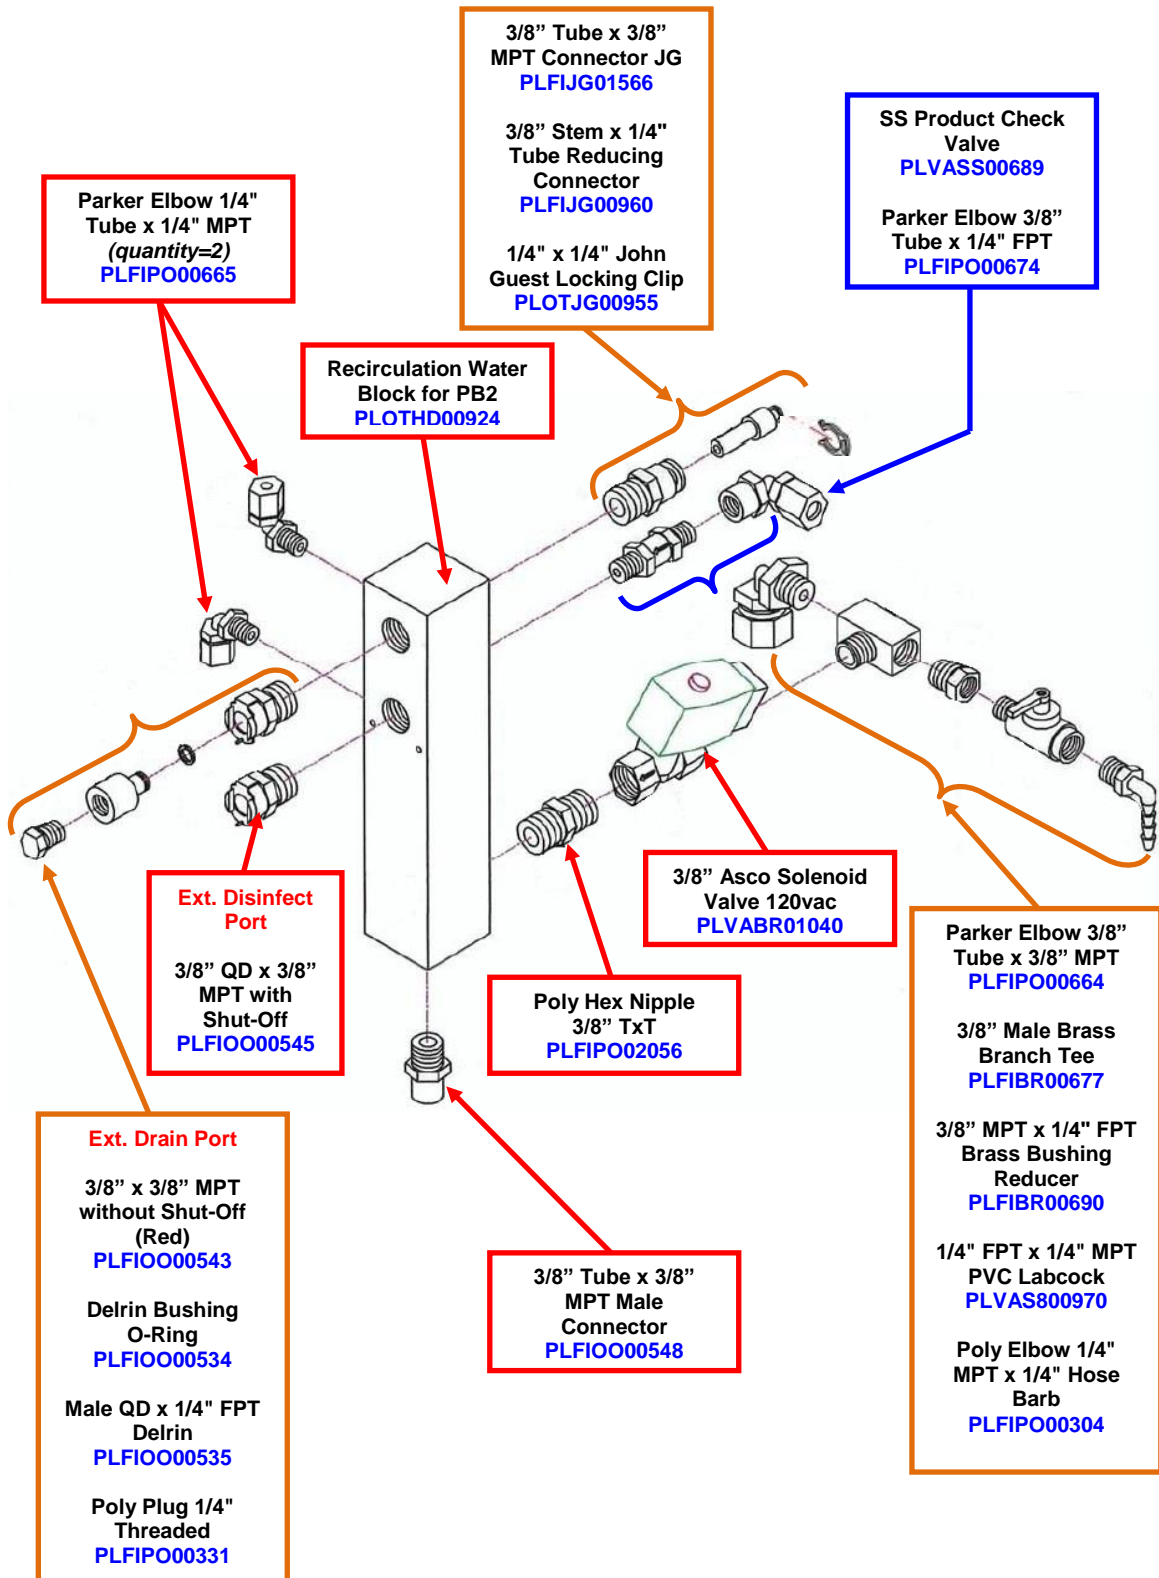 3/8” Tube x 3/8”
MPT Connector JG
PLFIJG01566
3/8” Stem x 1/4"
Tube Reducing
Connector
PLFIJG00960
1/4" x 1/4" John
Guest Locking Clip
PLOTJG00955
SS Product Check
Valve
PLVASS00689
Parker Elbow 3/8”
Tube x 1/4" FPT
PLFIPO00674
Parker Elbow 1/4"
Tube x 1/4" MPT
(quantity=2)
PLFIPO00665
Recirculation Water
Block for PB2
PLOTHD00924
Ext. Disinfect
Port
3/8” QD x 3/8”
MPT with
Shut-Off
PLFIOO00545
3/8” Asco Solenoid
Valve 120vac
PLVABR01040
Poly Hex Nipple
3/8” TxT
PLFIPO02056
Parker Elbow 3/8”
Tube x 3/8” MPT
PLFIPO00664
3/8” Male Brass
Branch Tee
PLFIBR00677
3/8” MPT x 1/4" FPT
Brass Bushing
Reducer
PLFIBR00690
1/4" FPT x 1/4" MPT
PVC Labcock
PLVAS800970
Poly Elbow 1/4"
MPT x 1/4" Hose
Barb
PLFIPO00304
Ext. Drain Port
3/8” x 3/8” MPT
without Shut-Off
(Red)
PLFIOO00543
Delrin Bushing
O-Ring
PLFIOO00534
Male QD x 1/4" FPT
Delrin
PLFIOO00535
Poly Plug 1/4"
Threaded
PLFIPO00331
3/8” Tube x 3/8”
MPT Male
Connector
PLFIOO00548